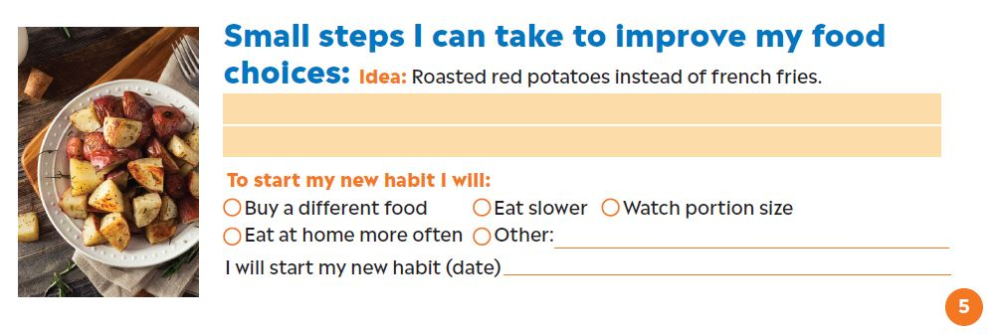 Small steps I can take to improve my food
choices: Idea: Roasted red potatoes instead of french fries.
To start my new habit I will:
Buy a different food Eat slower Watch portion size
Eat at home more often Other:
I will start my new habit (date)
5